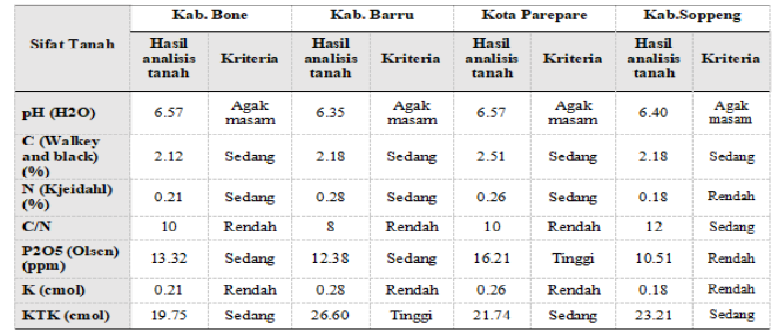 Sifat Tanah Kab. Bone Kab. Barru Kota Parepare Kab.Soppeng
Hasil analisis tanah Kriteria Hasil analisis tanah Kriteria Hasil analisis tanah Kriteria Hasil analisis tanah Kriteria
pH (H2O) 6.57 Agak masam 6.35 Agak masam 6.57 Agak masam 6.40 Agak masam
C (Walkey and black) (%) 2.12 Sedang 2.18 Sedang 2.51 Sedang 2.18 Sedang
N (Kjeidahl) (%) 0.21 Sedang 0.28 Sedang 0.26 Sedang 0.18 Rendah
C/N 10 Rendah 8 Rendah 10 Rendah 12 Sedang
P2O5 (Olsen) (ppm) 13.32 Sedang 12.38 Sedang 16.21 Tinggi 10.51 Rendah
K (cmol) 0.21 Rendah 0.28 Rendah 0.26 Rendah 0.18 Rendah
KTK (cmol) 19.75 Sedang 26.60 Tinggi 21.74 Sedang 23.21 Sedang